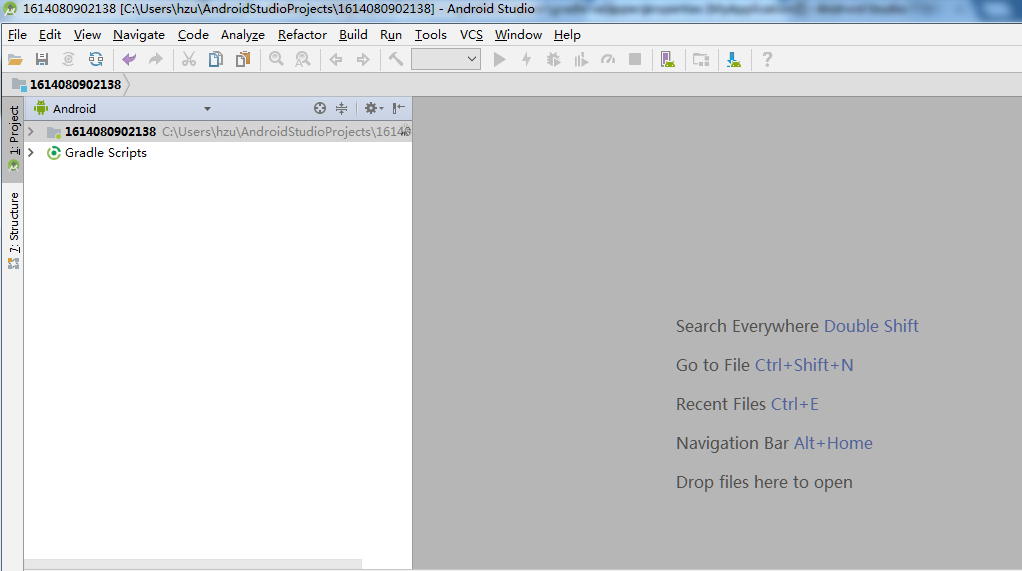 1614080902138 [C:\Users\hzu\AndroidStudioProjects\1614080902138] - Android Studio
File Edit View Navigate Code Analyze Refactor Build Run Tools VCS Window Help
1614080902138
Android
1614080902138 C:\Users\hzu\AndroidStudioProjects\16140
Gradle Scripts
1: Project
7: Structure
Search Everywhere Double Shift
Go to File Ctrl+Shift+N
Recent Files Ctrl+E
Navigation Bar Alt+Home
Drop files here to open